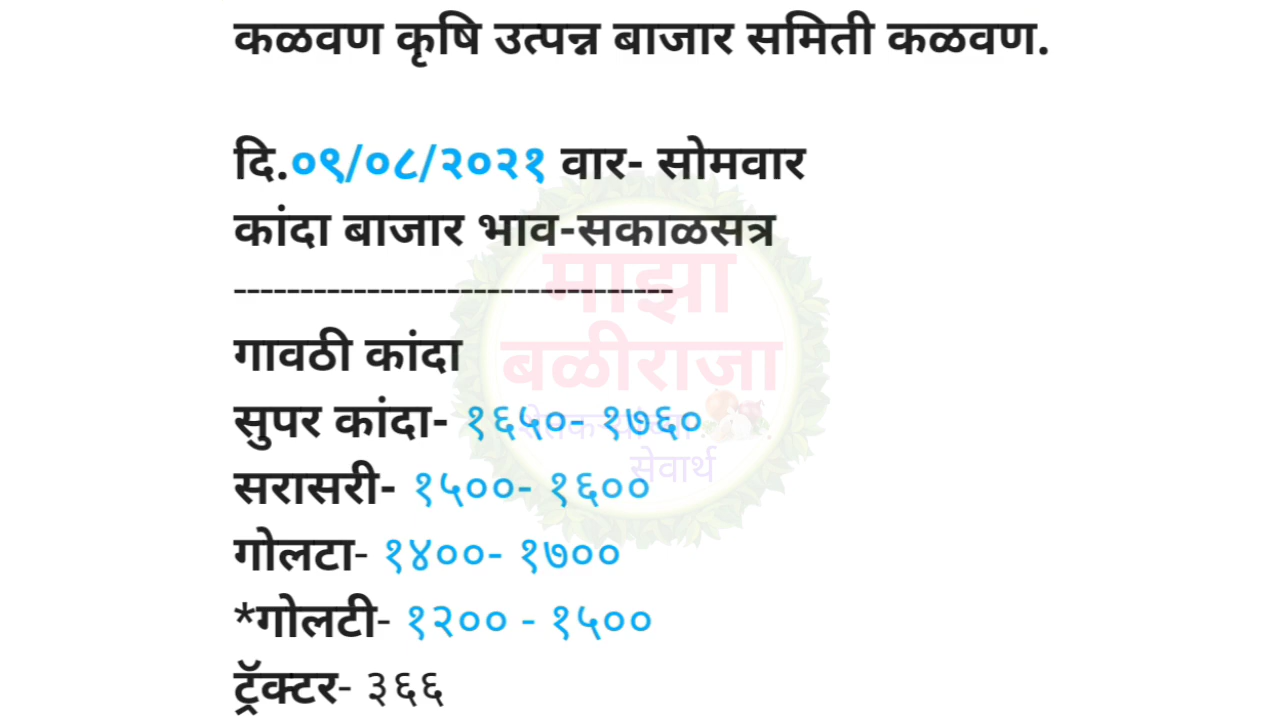 कळवण कृषि उत्पन्न बाजार समिती कळवण.
दि.०९/०८/२०२१ वार- सोमवार
कांदा बाजार भाव-सकाळसत्र
---------------------------------
माझा
गावठी कांदा
बळीराजा
सुपर कांदा- १६५०- १७६०
सेवार्थ
सरासरी- १५००- १६००
गोलटा- १४००- १७००
*गोलटी- १२०० - १५००
ट्रॅक्टर- ३६६